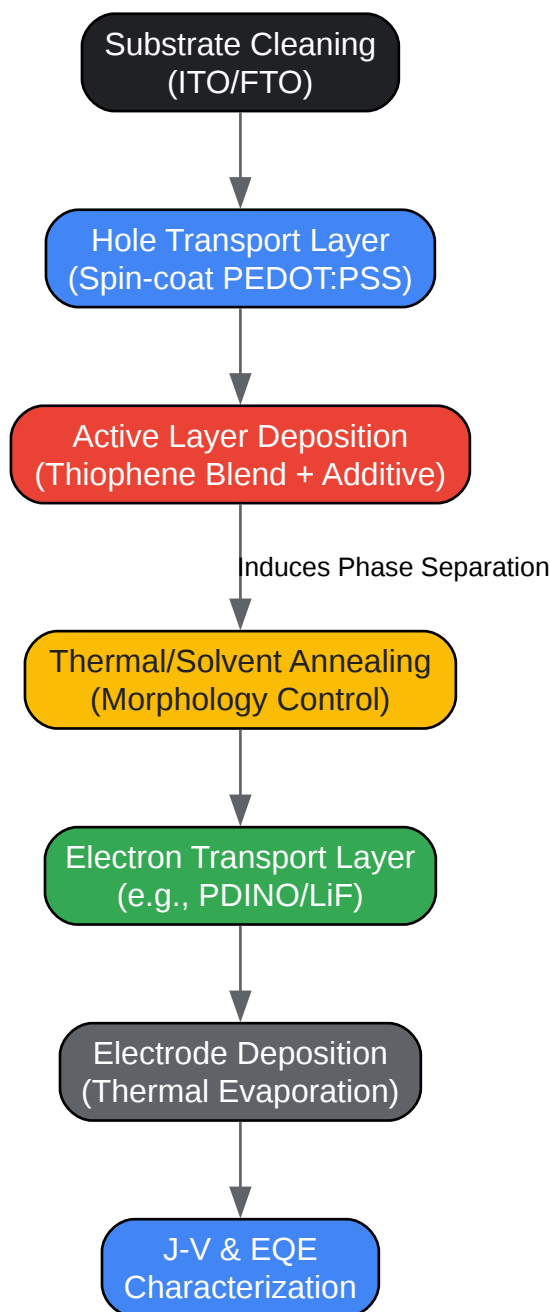 Substrate Cleaning
(ITO/FTO)
Hole Transport Layer
(Spin-coat PEDOT:PSS)
Active Layer Deposition
(Thiophene Blend + Additive)
Induces Phase Separation
Thermal/Solvent Annealing
(Morphology Control)
Electron Transport Layer
(e.g., PDINO/LiF)
Electrode Deposition
(Thermal Evaporation)
J-V & EQE
Characterization